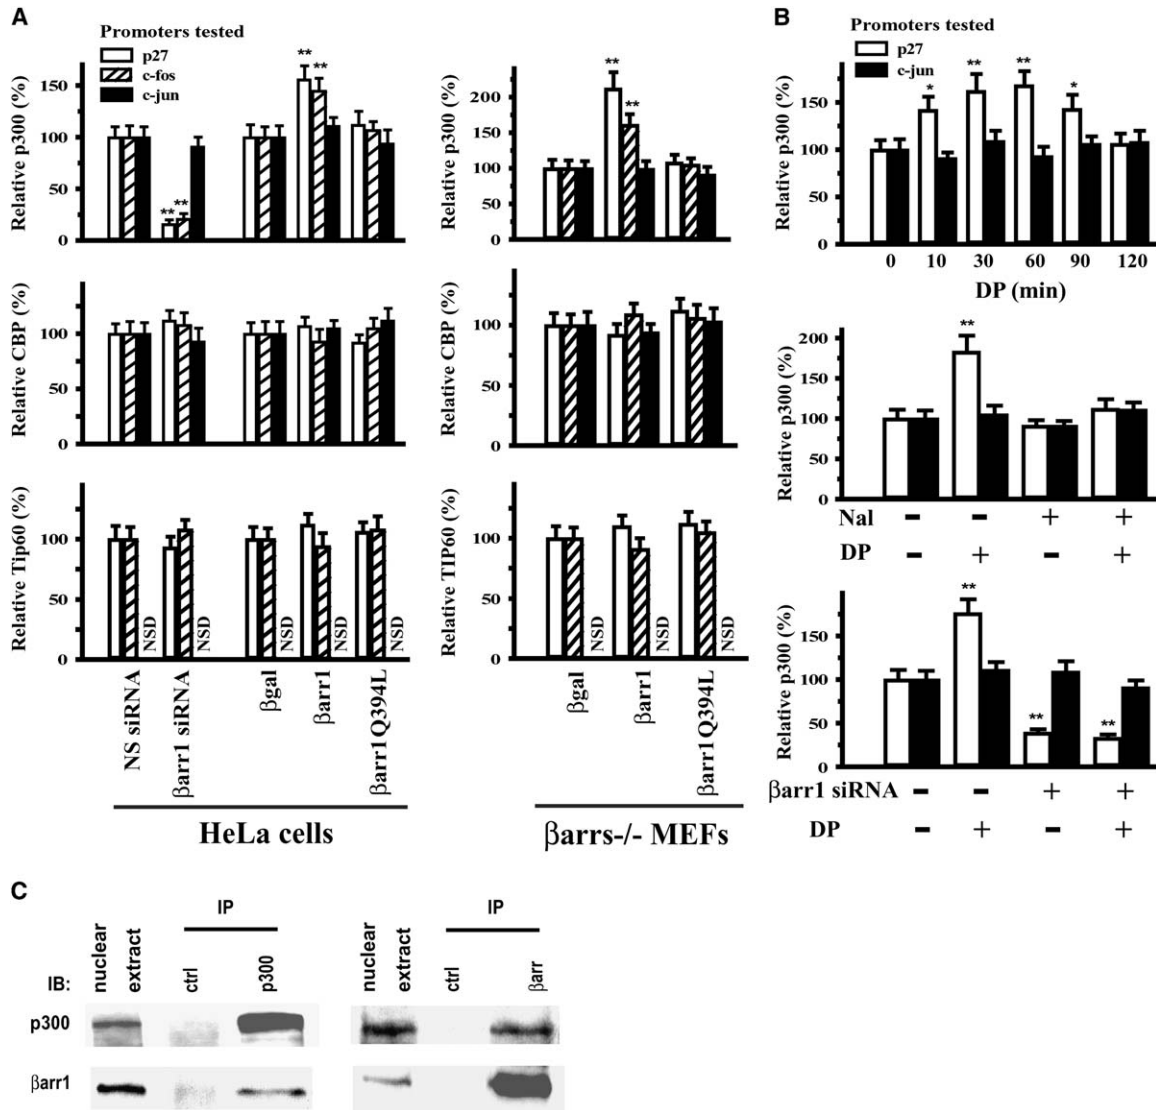 A
Promoters tested
p27
c-fos
c-jun
Relative p300 (%)
150
100
50
0
** **
** **
Relative p300 (%)
200
150
100
50
0
**
**
Relative CBP (%)
100
50
0
Relative CBP (%)
100
50
0
Relative Tip60 (%)
100
50
0
NSD
NSD
NSD
NSD
NSD
Relative TIP60 (%)
100
50
0
NSD
NSD
NSD
NS siRNA
βarr1 siRNA
βgal
βarr1
βarr1Q394L
HeLa cells
βgal
βarr1
βarr1Q394L
βarrs-/- MEFs
B
Promoters tested
p27
c-jun
Relative p300 (%)
150
100
50
0
* ** ** *
0 10 30 60 90 120
DP (min)
Relative p300 (%)
200
150
100
50
0
**
Nal - - + +
DP - + - +
Relative p300 (%)
150
100
50
0
**
** **
βarr1 siRNA - - + +
DP - + - +
C
IP
nuclear extract
ctrl
p300
IB:
p300
βarr1
IP
nuclear extract
ctrl
βarr